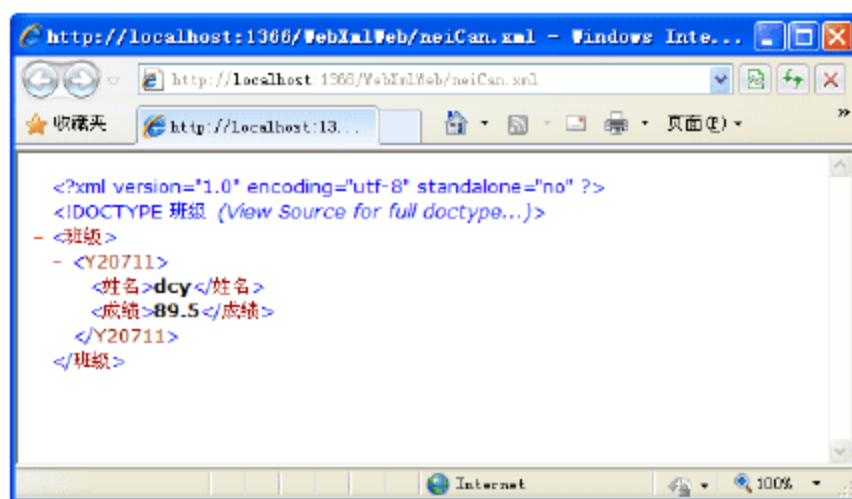 http://localhost:1366/WebXmlWeb/neiCan.xml - Windows Inte...
http://localhost:1366/WebXmlWeb/neiCan.xml
收藏夹
http://localhost:13...
页面(P)
»
<?xml version="1.0" encoding="utf-8" standalone="no" ?>
<!DOCTYPE 班级 (View Source for full doctype...)>
- <班级>
- <Y20711>
<姓名>dcy</姓名>
<成绩>89.5</成绩>
</Y20711>
</班级>
Internet
100%